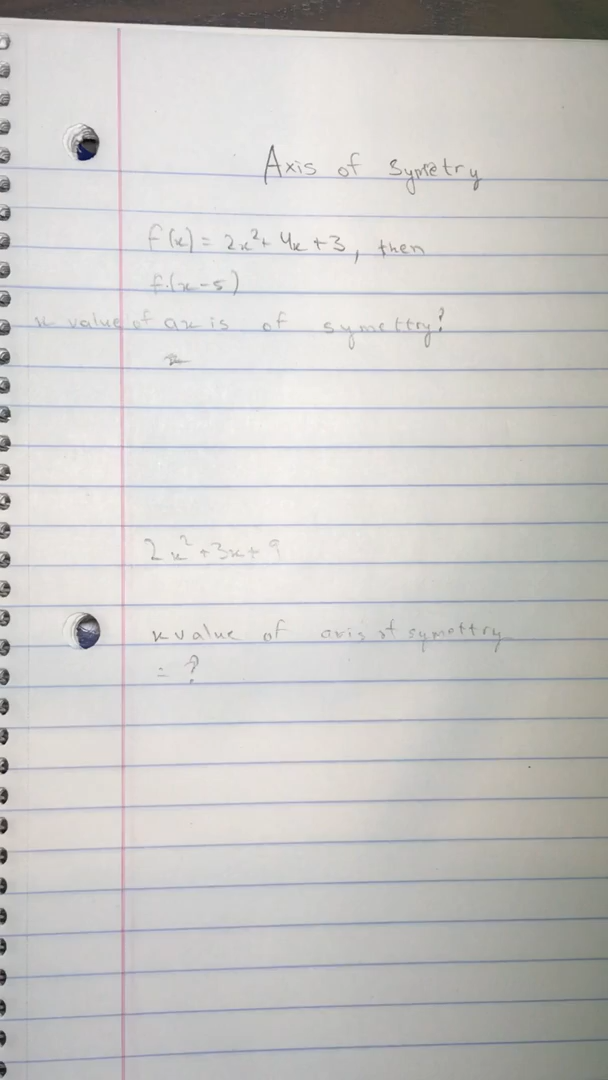 Axis of Symetry
f(x) = 2x²+ 4x +3, then
f(x-5)
x value of axis of symettry?
2x²+3x+9
x value of axis of symettry
= ?